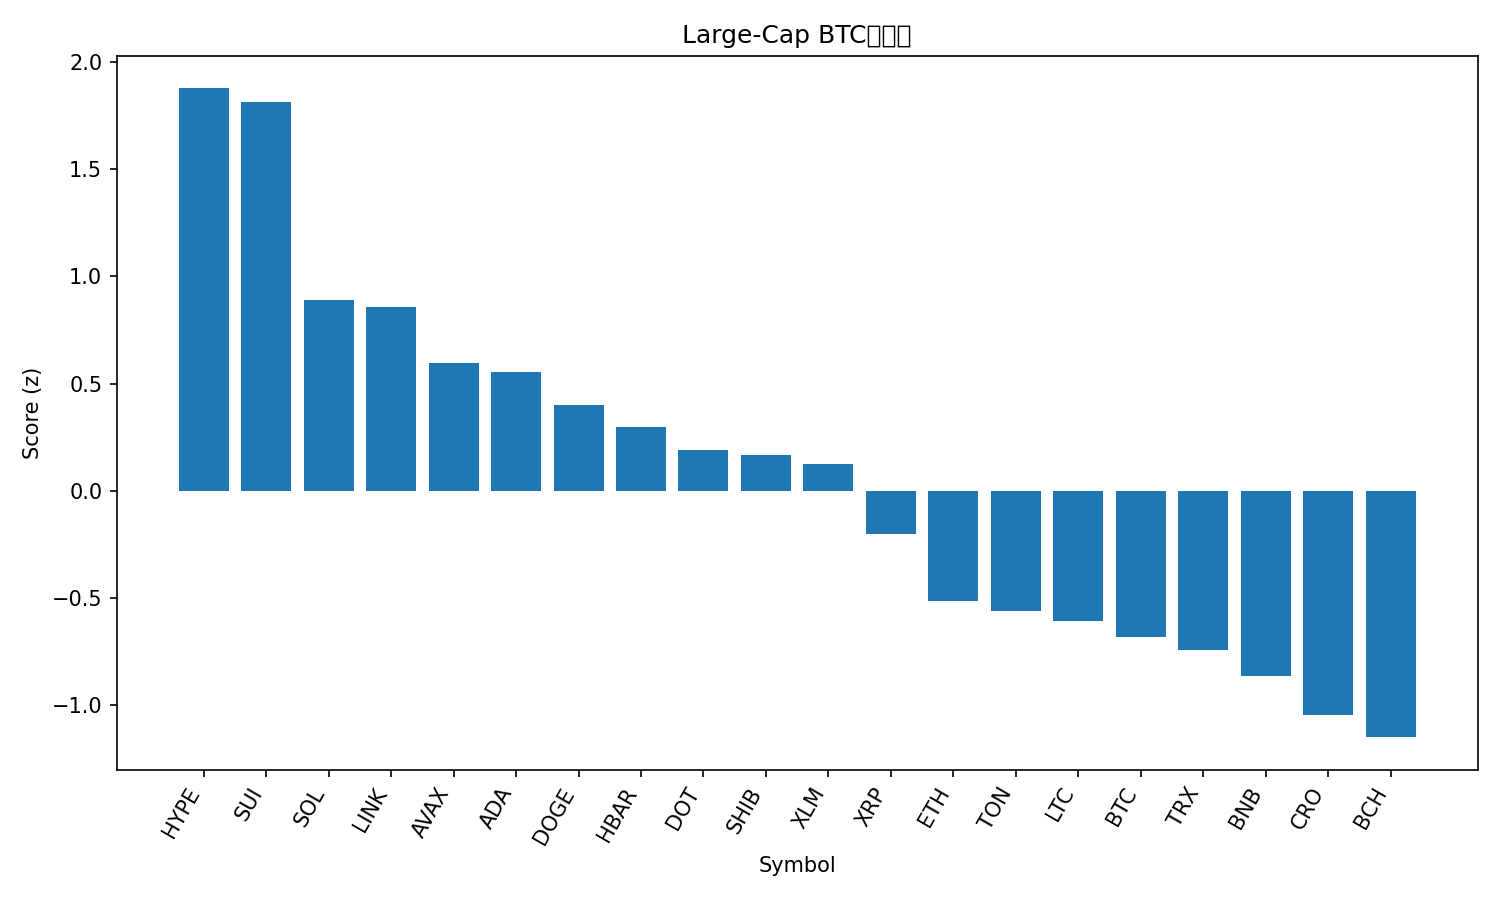 Large-Cap BTC
2.0
1.5
1.0
0.5
0.0
−0.5
−1.0
Score (z)
HYPE
SUI
SOL
LINK
AVAX
ADA
DOGE
HBAR
DOT
SHIB
XLM
XRP
ETH
TON
LTC
BTC
TRX
BNB
CRO
BCH
Symbol